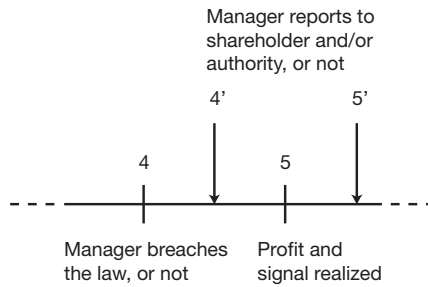 Manager reports to
shareholder and/or
authority, or not
4’ 5’
4 5
Manager breaches
the law, or not
Profit and
signal realized